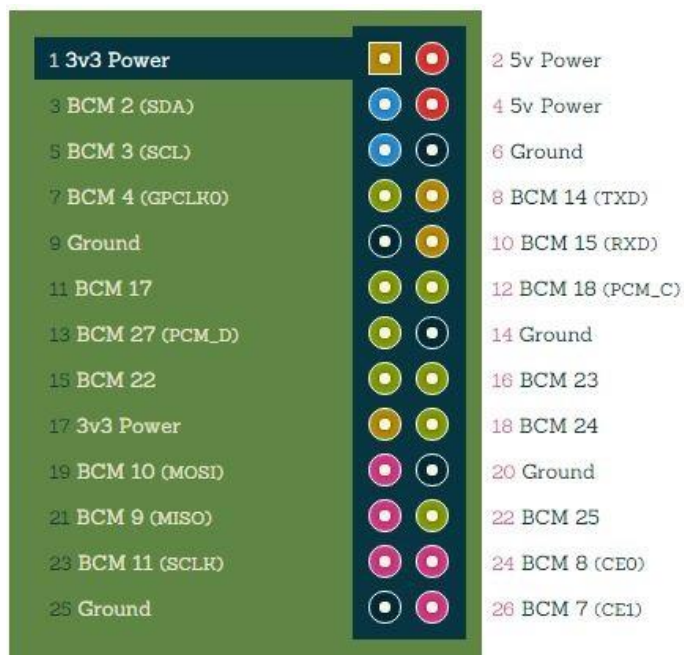 1 3v3 Power
2 5v Power
3 BCM 2 (SDA)
4 5v Power
5 BCM 3 (SCL)
6 Ground
7 BCM 4 (GPCLK0)
8 BCM 14 (TXD)
9 Ground
10 BCM 15 (RXD)
11 BCM 17
12 BCM 18 (PCM_C)
13 BCM 27 (PCM_D)
14 Ground
15 BCM 22
16 BCM 23
17 3v3 Power
18 BCM 24
19 BCM 10 (MOSI)
20 Ground
21 BCM 9 (MISO)
22 BCM 25
23 BCM 11 (SCLK)
24 BCM 8 (CE0)
25 Ground
26 BCM 7 (CE1)